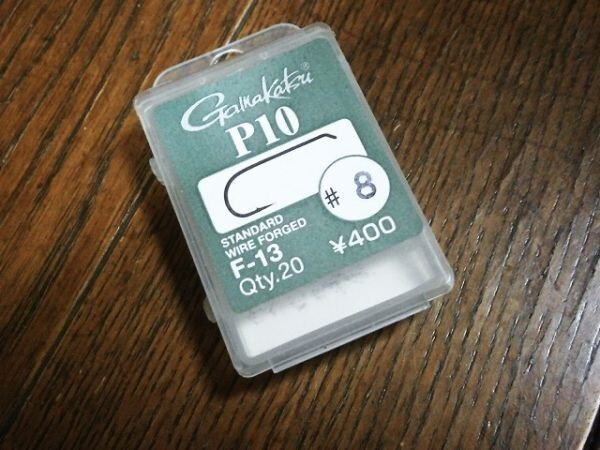 Gamakatsu®
P10
# 8
STANDARD
WIRE FORGED
F-13
Qty.20
¥400